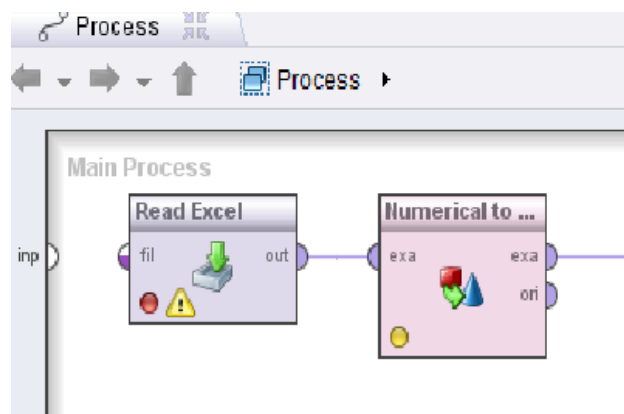 Process
Process
Main Process
Read Excel
Numerical to ...
inp
fil
out
exa
exa
ori